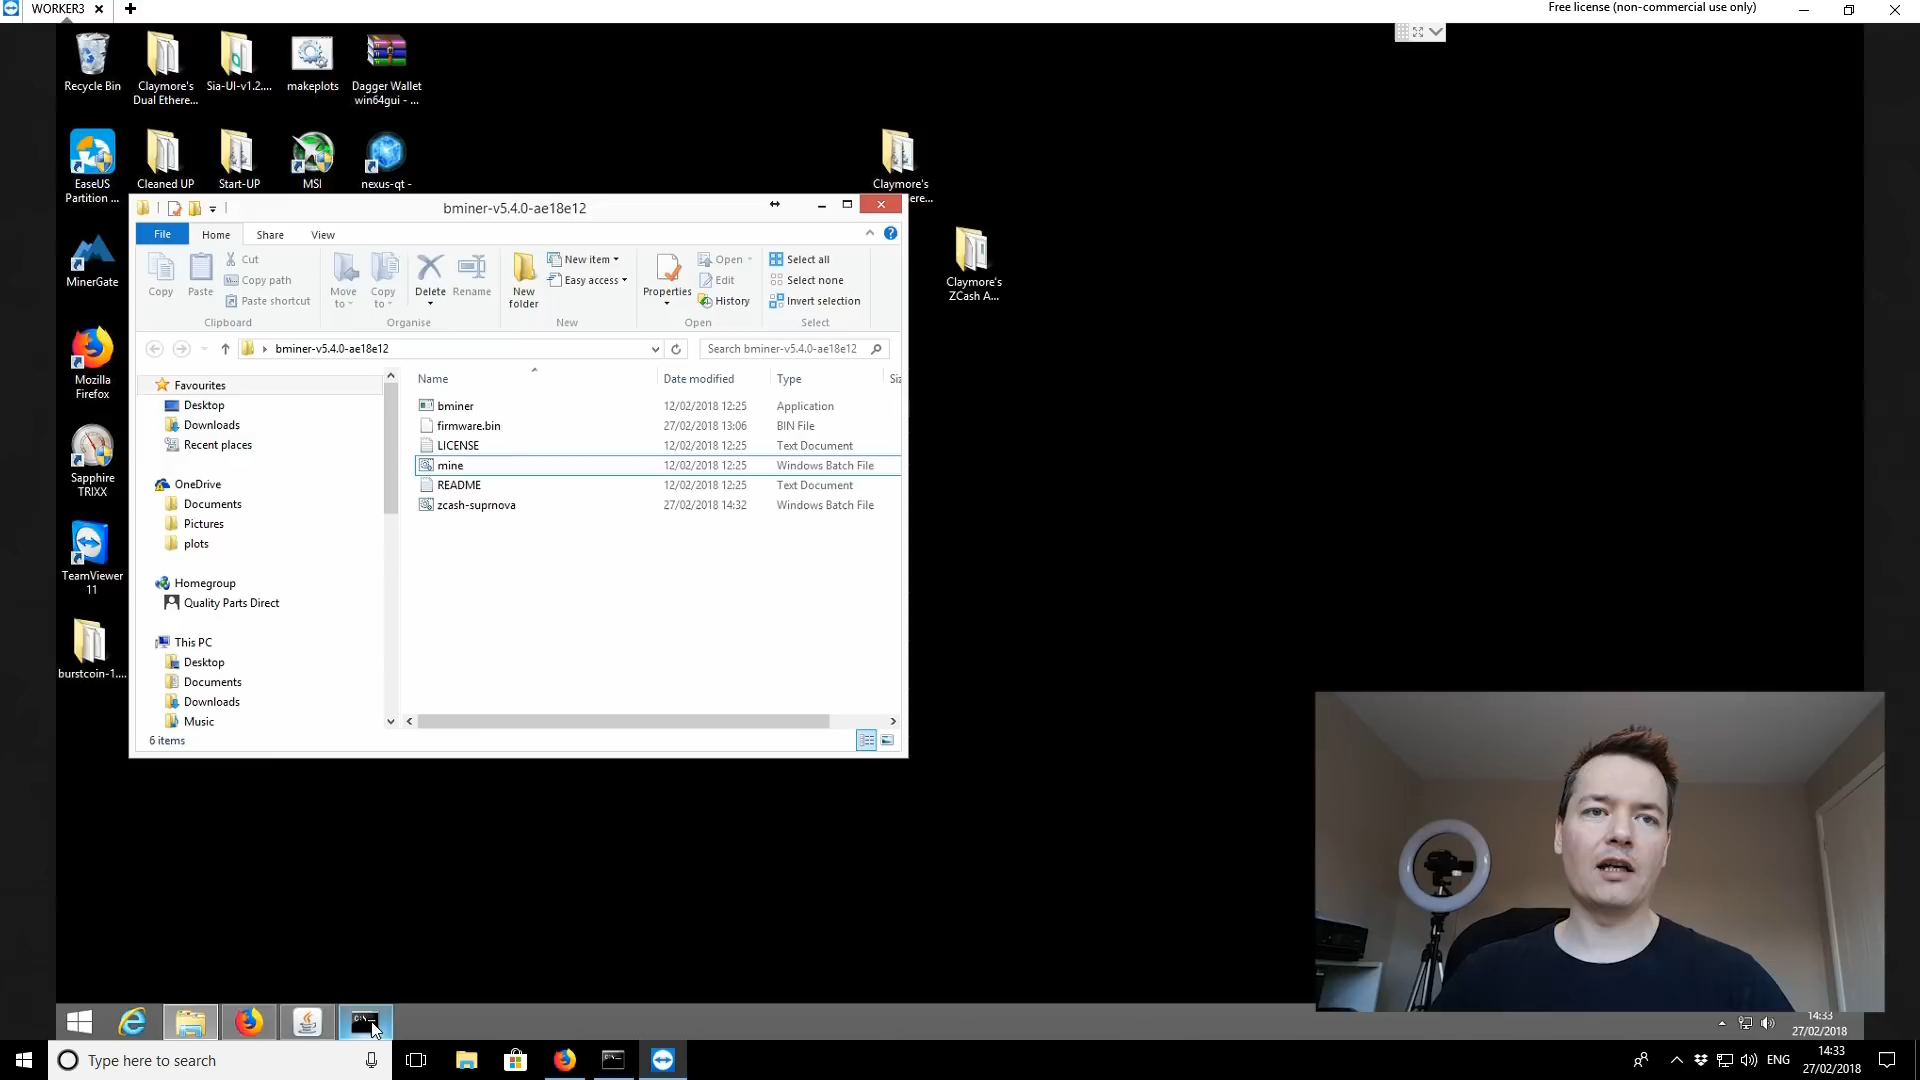 WORKER3
Free license (non-commercial use only)
Recycle Bin
Claymore's
Dual Ethere...
Sia-UI-v1.2....
makeplots
Dagger Wallet
win64gui - ...
EaseUS
Partition ...
Cleaned UP
Start-UP
MSI
nexus-qt -
Claymore's
ere...
MinerGate
Mozilla
Firefox
Sapphire
TRIXX
TeamViewer
11
burstcoin-1....
Claymore's
ZCash A...
bminer-v5.4.0-ae18e12
File
Home
Share
View
Copy
Paste
Cut
Copy path
Paste shortcut
Clipboard
Move
to
Copy
to
Delete
Rename
Organise
New
folder
New item
Easy access
New
Properties
Open
Edit
History
Open
Select all
Select none
Invert selection
Select
bminer-v5.4.0-ae18e12
Search bminer-v5.4.0-ae18e12
Favourites
Desktop
Downloads
Recent places
OneDrive
Documents
Pictures
plots
Homegroup
Quality Parts Direct
This PC
Desktop
Documents
Downloads
Music
Name Date modified Type Siz
bminer 12/02/2018 12:25 Application
firmware.bin 27/02/2018 13:06 BIN File
LICENSE 12/02/2018 12:25 Text Document
mine 12/02/2018 12:25 Windows Batch File
README 12/02/2018 12:25 Text Document
zcash-suprnova 27/02/2018 14:32 Windows Batch File
6 items
C:\_
14:33
27/02/2018
Type here to search
ENG
14:33
27/02/2018